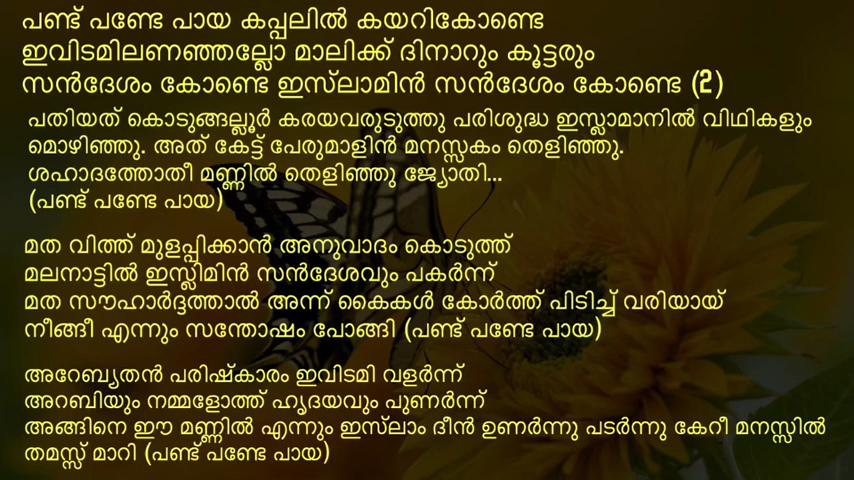 പണ്ട് പണ്ടേ പായ കപ്പലിൽ കയറികോണ്ടെ
ഇവിടമിലണഞ്ഞല്ലോ മാലിക്ക് ദിനാറും കൂട്ടരും
സൻദേശം കോണ്ടെ ഇസ്‌ലാമിൻ സൻദേശം കോണ്ടെ (2)
പതിയത് കൊടുങ്ങല്ലൂർ കരയവരുടുത്തു പരിശുദ്ധ ഇസ്ലാമാനിൽ വിഥികളും
മൊഴിഞ്ഞു. അത് കേട്ട് പേരുമാളിൻ മനസ്സകം തെളിഞ്ഞു.
ശഹാദത്തോതീ മണ്ണിൽ തെളിഞ്ഞു ജ്യോതി...
(പണ്ട് പണ്ടേ പായ)
മത വിത്ത് മുളപ്പിക്കാൻ അനുവാദം കൊടുത്ത്
മലനാട്ടിൽ ഇസ്ലിമിൻ സൻദേശവും പകർന്ന്
മത സൗഹാർദ്ദത്താൽ അന്ന് കൈകൾ കോർത്ത് പിടിച്ച് വരിയായ്
നീങ്ങീ എന്നും സന്തോഷം പോങ്ങി (പണ്ട് പണ്ടേ പായ)
അറേബ്യതൻ പരിഷ്കാരം ഇവിടമി വളർന്ന്
അറബിയും നമ്മളോത്ത് ഹൃദയവും പുണർന്ന്
അങ്ങിനെ ഈ മണ്ണിൽ എന്നും ഇസ്‌ലാം ദീൻ ഉണർന്നു പടർന്നു കേറീ മനസ്സിൽ
തമസ്സ് മാറി (പണ്ട് പണ്ടേ പായ)